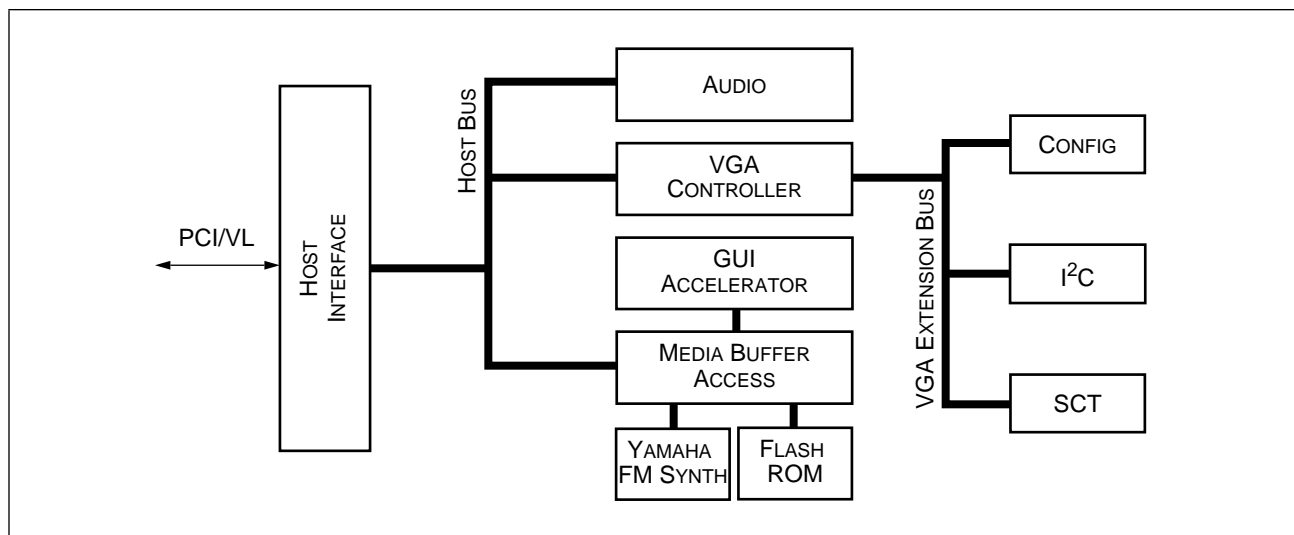 PCI/VL
HOST
INTERFACE
HOST BUS
AUDIO
VGA
CONTROLLER
GUI
ACCELERATOR
MEDIA BUFFER
ACCESS
YAMAHA
FM SYNTH
FLASH
ROM
VGA EXTENSION BUS
CONFIG
I²C
SCT